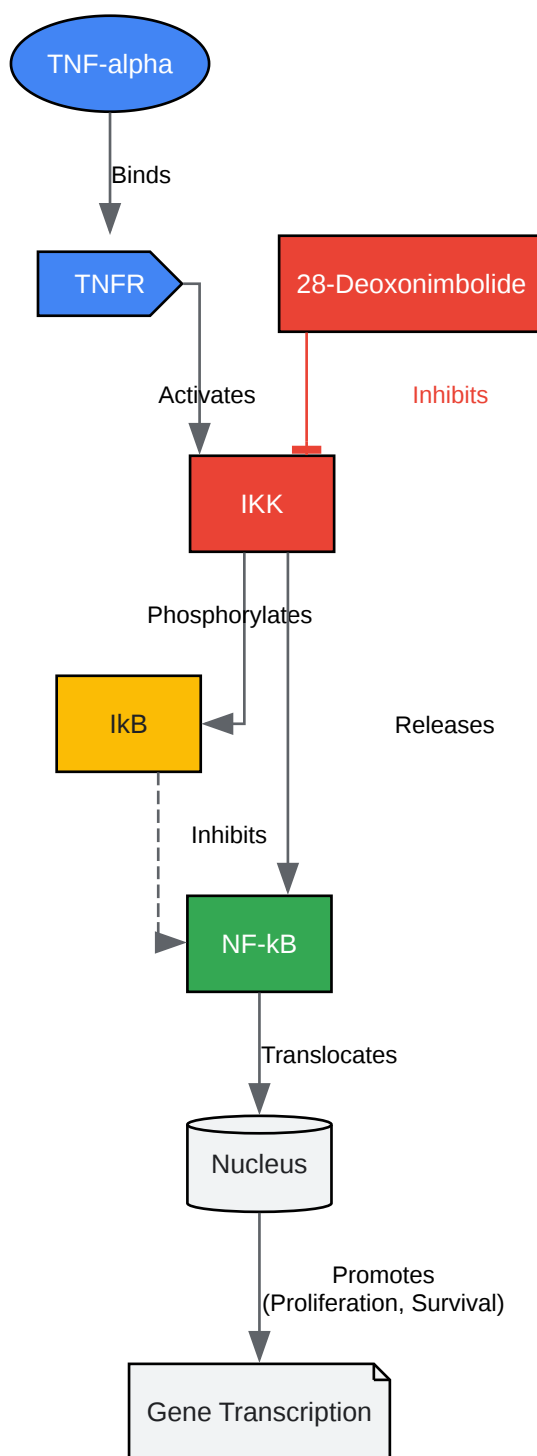 TNF-alpha
Binds
TNFR
28-Deoxonimbolide
Activates
Inhibits
IKK
Phosphorylates
IkB
Releases
Inhibits
NF-kB
Translocates
Nucleus
Promotes
(Proliferation, Survival)
Gene Transcription